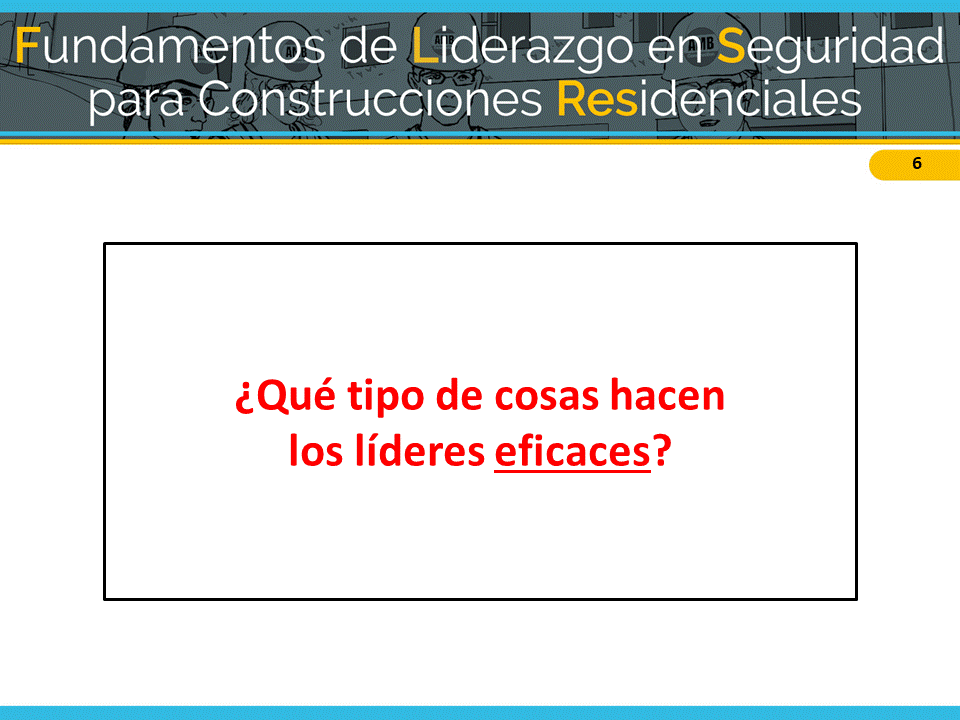 Fundamentos de Liderazgo en Seguridad
para Construcciones Residenciales
6
¿Qué tipo de cosas hacen
los líderes eficaces?